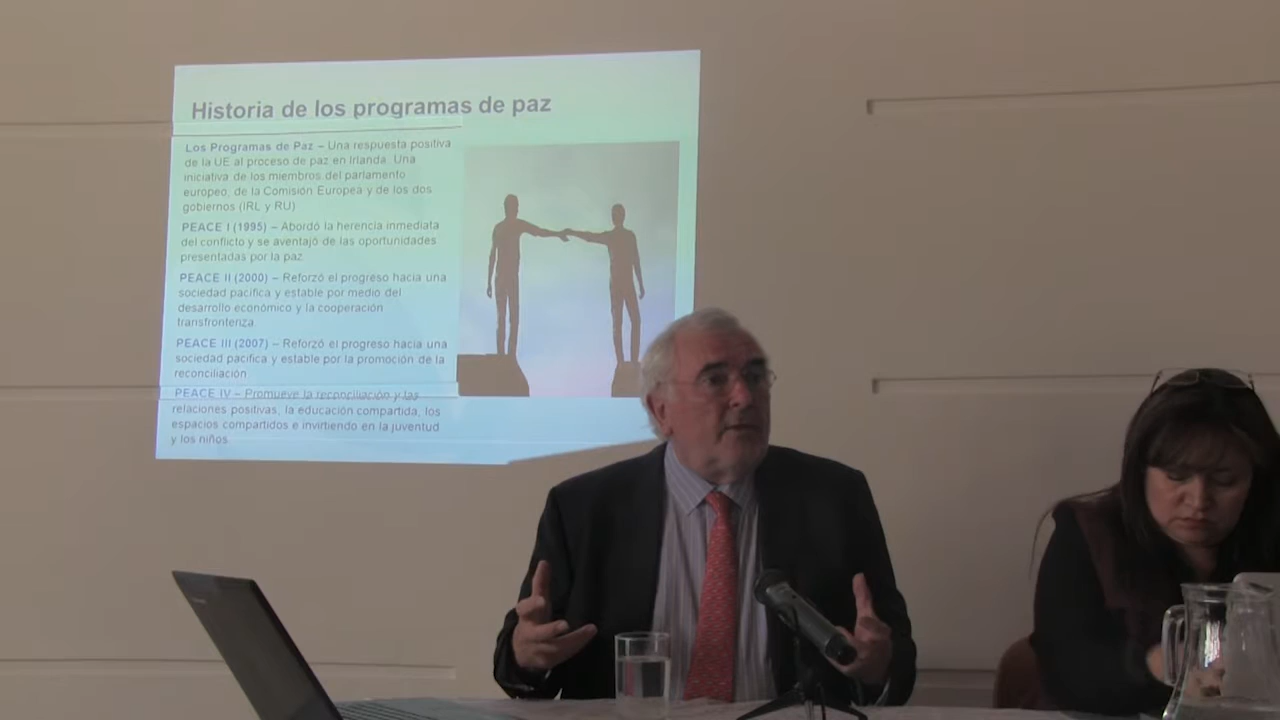 Historia de los programas de paz
Los Programas de Paz – Una respuesta positiva
de la UE al proceso de paz en Irlanda. Una
iniciativa de los miembros del parlamento
europeo, de la Comisión Europea y de los dos
gobiernos (IRL y RU)
PEACE I (1995) – Abordó la herencia inmediata
del conflicto y se aventajó de las oportunidades
presentadas por la paz
PEACE II (2000) – Reforzó el progreso hacia una
sociedad pacífica y estable por medio del
desarrollo económico y la cooperación
transfronteriza
PEACE III (2007) – Reforzó el progreso hacia una
sociedad pacífica y estable por la promoción de la
reconciliación
PEACE IV – Promueve la reconciliación y las
relaciones positivas, la educación compartida, los
espacios compartidos e invirtiendo en la juventud
y los niños